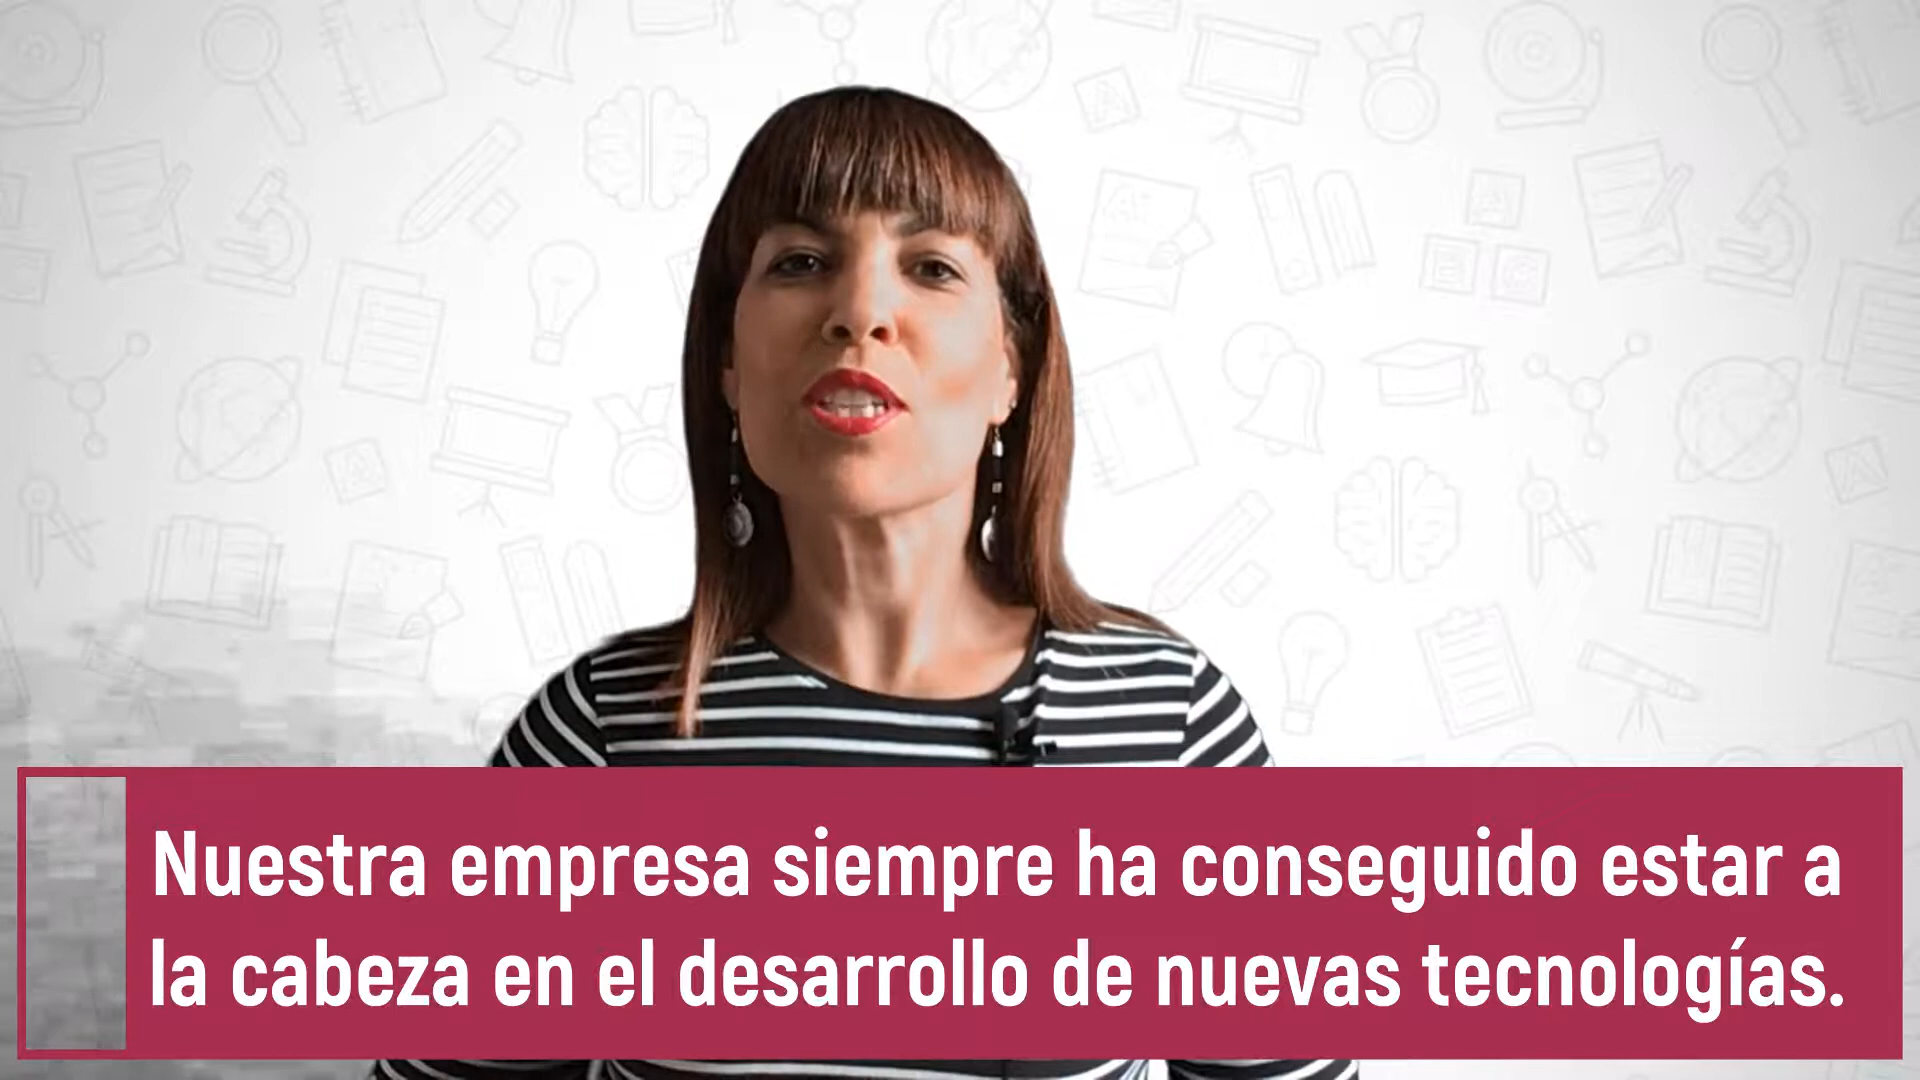 Nuestra empresa siempre ha conseguido estar a
la cabeza en el desarrollo de nuevas tecnologías.